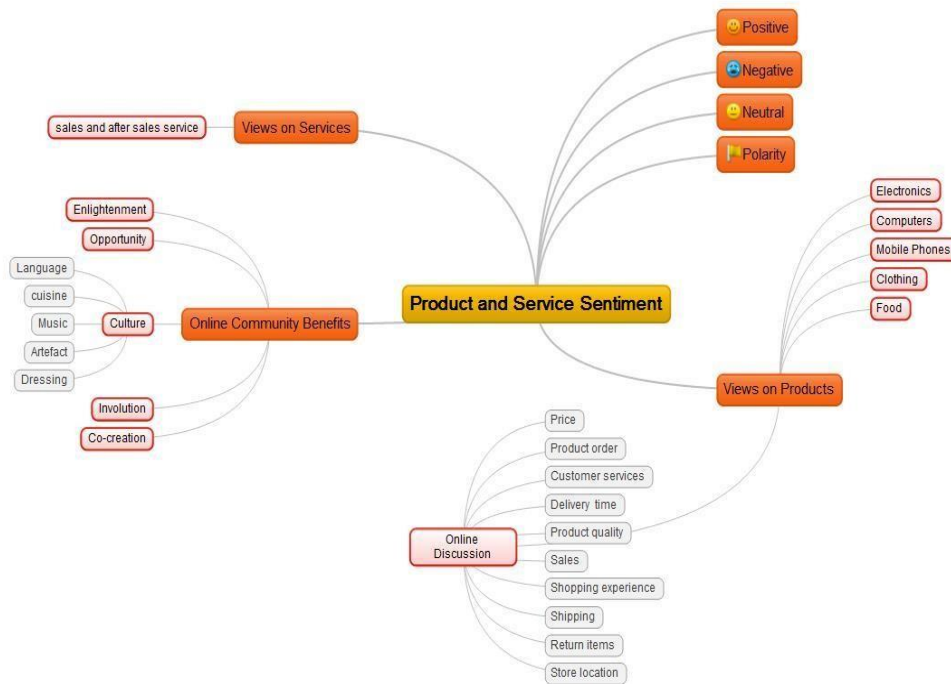 Positive
Negative
Neutral
Polarity
sales and after sales service
Views on Services
Enlightenment
Opportunity
Language
cuisine
Music
Artefact
Dressing
Culture
Online Community Benefits
Involution
Co-creation
Product and Service Sentiment
Electronics
Computers
Mobile Phones
Clothing
Food
Views on Products
Price
Product order
Customer services
Delivery time
Product quality
Online
Discussion
Sales
Shopping experience
Shipping
Return items
Store location